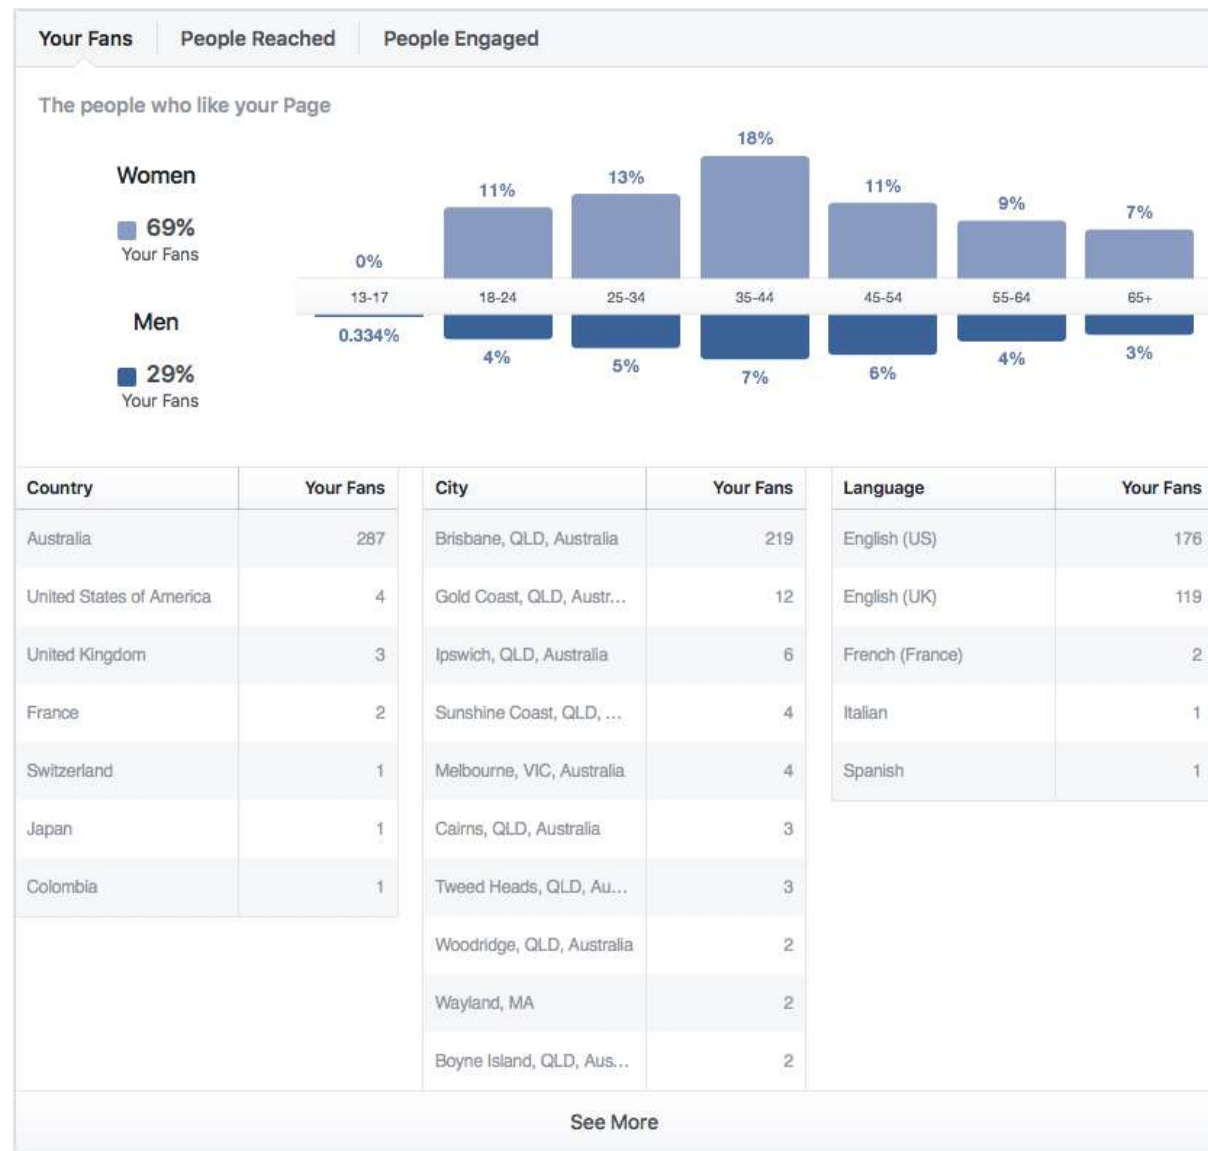 Your Fans People Reached People Engaged
The people who like your Page
18%
13%
11%
11%
9%
7%
0%
Women
69%
Your Fans
13-17 18-24 25-34 35-44 45-54 55-64 65+
Men
29%
Your Fans
0.334%
4%
5%
7%
6%
4%
3%
Country Your Fans
Australia 287
United States of America 4
United Kingdom 3
France 2
Switzerland 1
Japan 1
Colombia 1
City Your Fans
Brisbane, QLD, Australia 219
Gold Coast, QLD, Austr... 12
Ipswich, QLD, Australia 6
Sunshine Coast, QLD, ... 4
Melbourne, VIC, Australia 4
Cairns, QLD, Australia 3
Tweed Heads, QLD, Au... 3
Woodridge, QLD, Australia 2
Wayland, MA 2
Boyne Island, QLD, Aus... 2
Language Your Fans
English (US) 176
English (UK) 119
French (France) 2
Italian 1
Spanish 1
See More